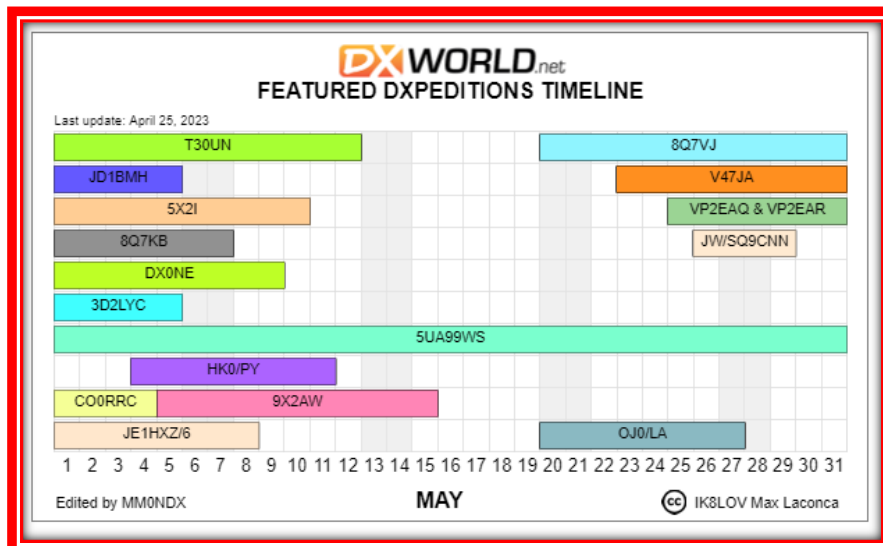 DXWORLD.net
FEATURED DXPEDITIONS TIMELINE
Last update: April 25, 2023
T30UN 8Q7VJ
JD1BMH V47JA
5X2I VP2EAQ & VP2EAR
8Q7KB JW/SQ9CNN
DX0NE
3D2LYC
5UA99WS
HK0/PY
CO0RRC 9X2AW
JE1HXZ/6 OJ0/LA
1 2 3 4 5 6 7 8 9 10 11 12 13 14 15 16 17 18 19 20 21 22 23 24 25 26 27 28 29 30 31
Edited by MM0NDX MAY cc IK8LOV Max Laconca